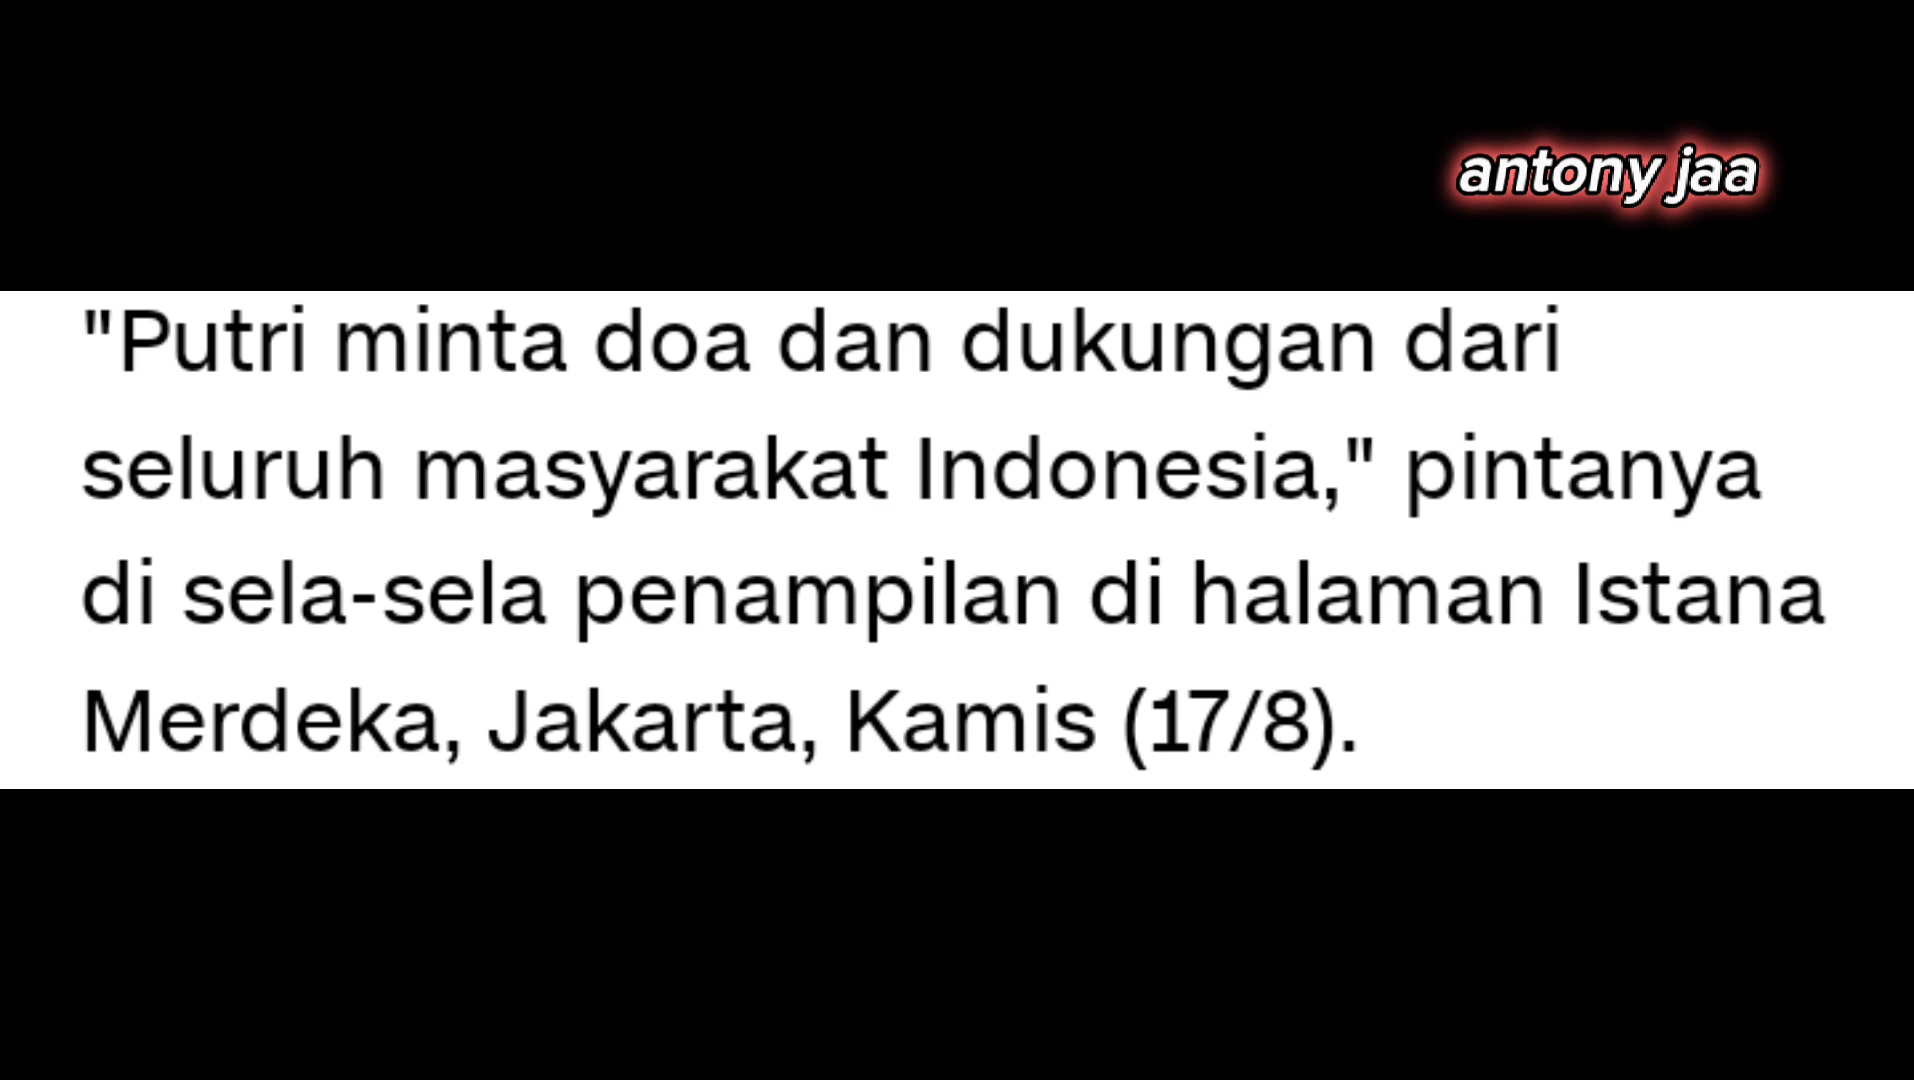 antony jaa
"Putri minta doa dan dukungan dari
seluruh masyarakat Indonesia," pintanya
di sela-sela penampilan di halaman Istana
Merdeka, Jakarta, Kamis (17/8).